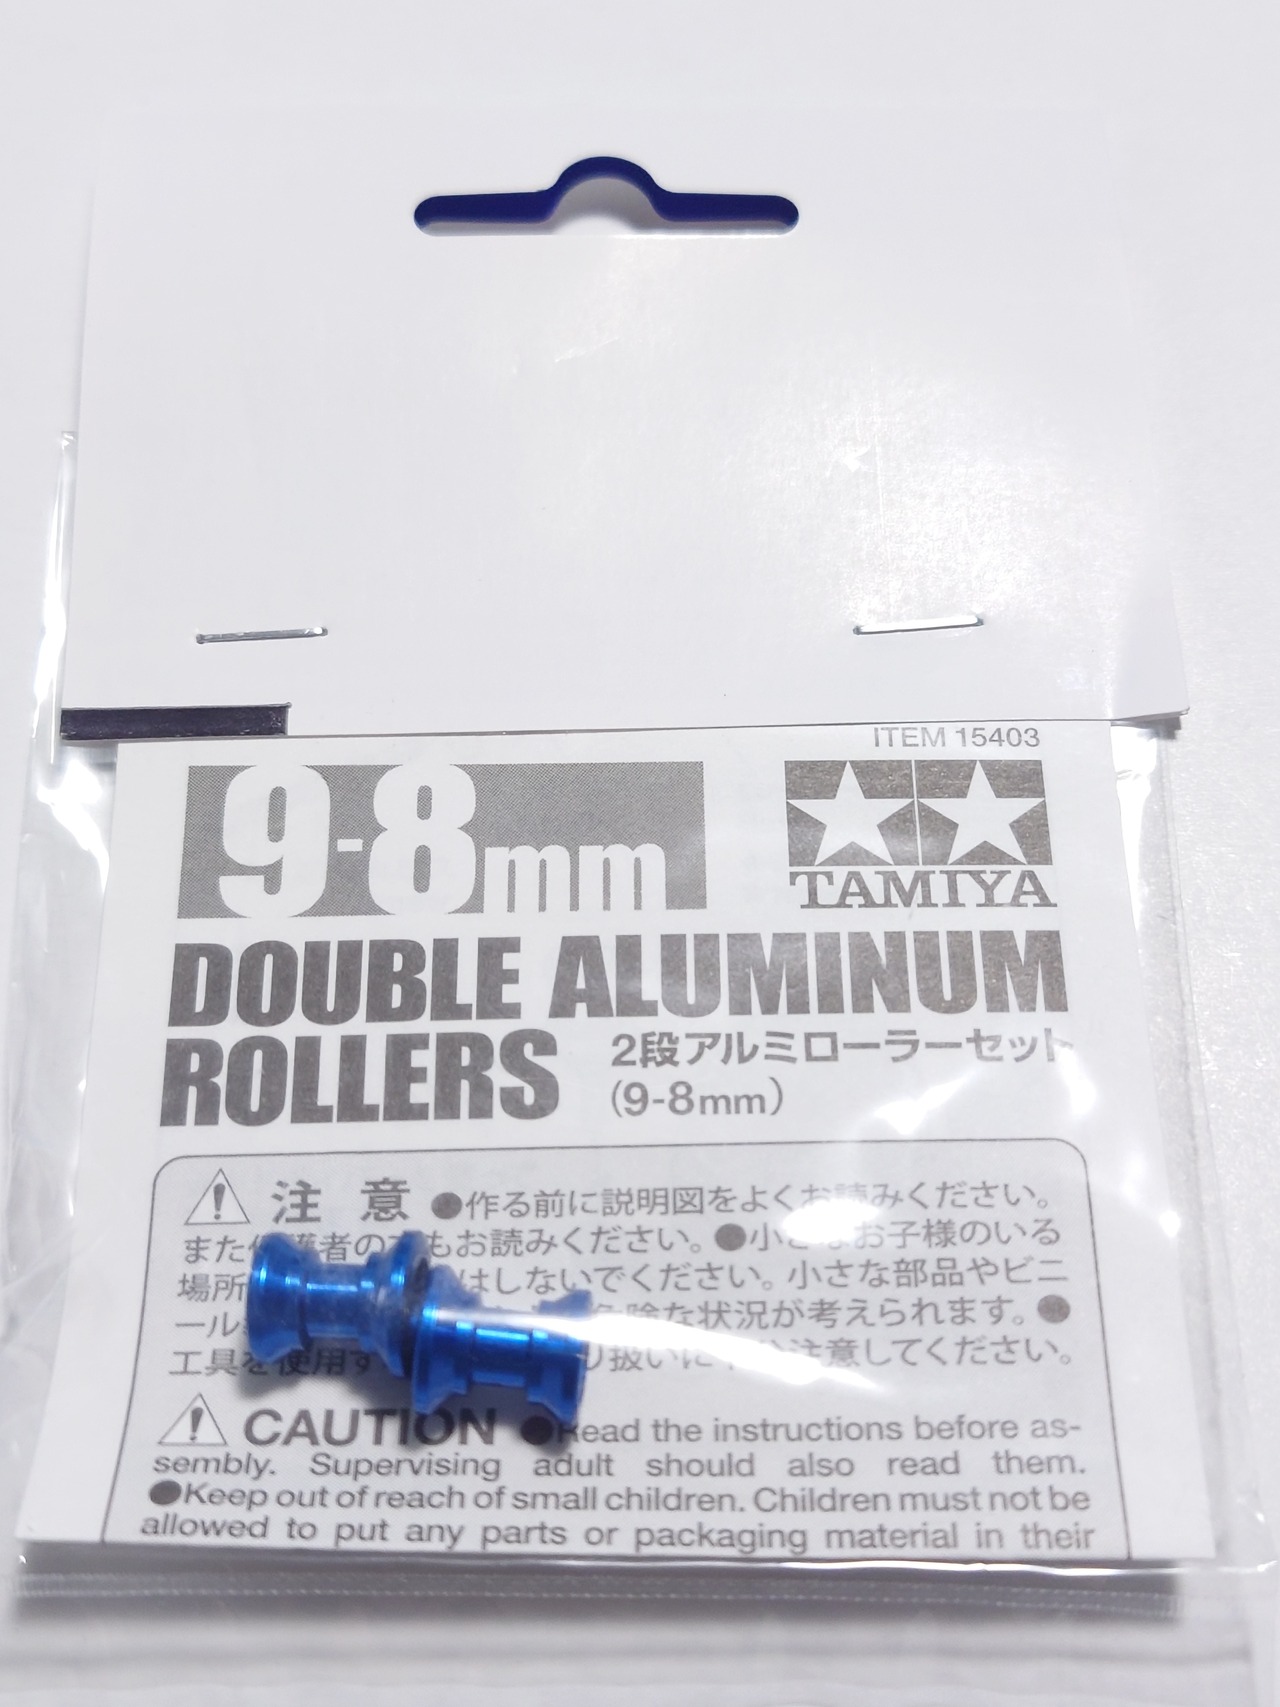 ITEM 15403
9-8mm
TAMIYA
DOUBLE ALUMINUM
ROLLERS
2段アルミローラーセット
(9-8mm)
注 意 ●作る前に説明図をよくお読みください。
また 護者の方もお読みください。●小さなお子様のいる
場所 はしないでください。小さな部品やビニ
ール 険な状況が考えられます。●
工具を使用す り扱いには 注意してください。
CAUTION ●Read the instructions before as-
sembly. Supervising adult should also read them.
●Keep out of reach of small children. Children must not be
allowed to put any parts or packaging material in their